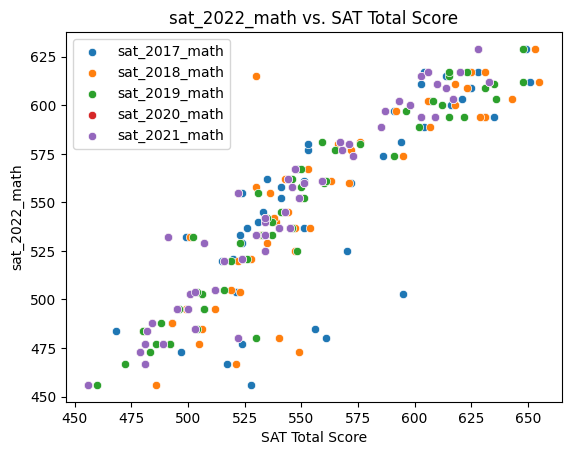 sat_2022_math vs. SAT Total Score
sat_2017_math
sat_2018_math
sat_2019_math
sat_2020_math
sat_2021_math
sat_2022_math
625
600
575
550
525
500
475
450
450
475
500
525
550
575
600
625
650
SAT Total Score